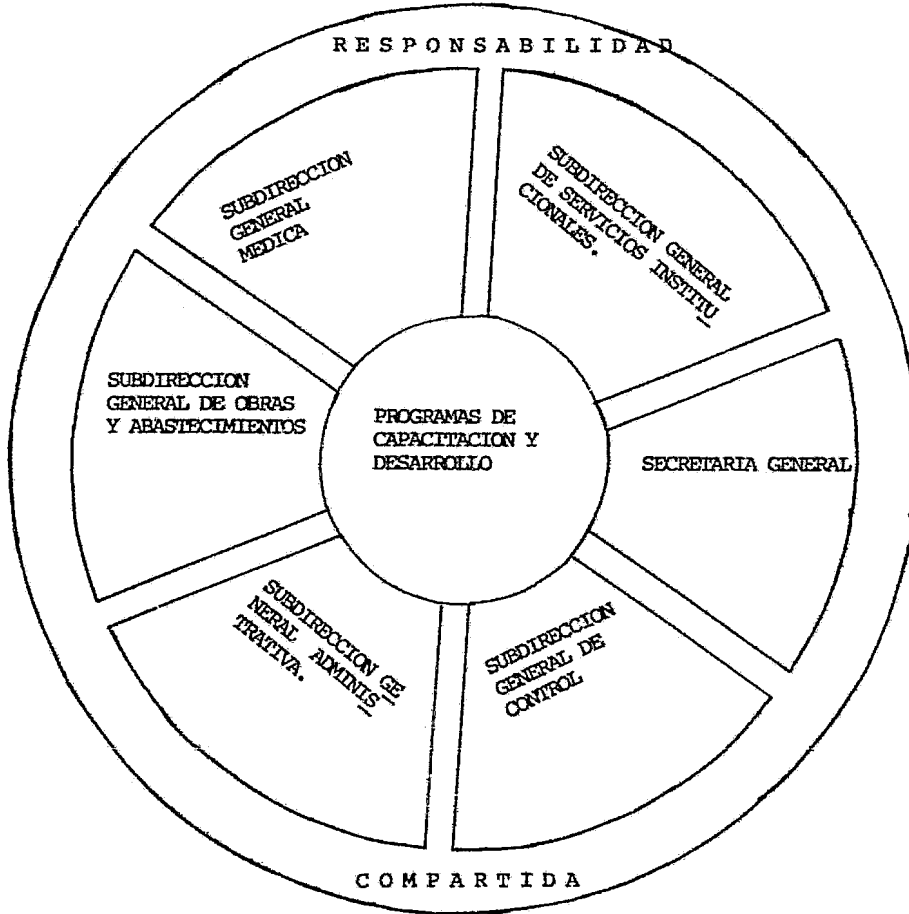 RESPONSABILIDAD
SUBDIRECCION
GENERAL
MEDICA
SUBDIRECCION GENERAL
DE SERVICIOS INSTITU
CIONALES.
SUBDIRECCION
GENERAL DE OBRAS
Y ABASTECIMIENTOS
PROGRAMAS DE
CAPACITACION Y
DESARROLLO
SECRETARIA GENERAL
SUBDIRECCION GE
NERAL ADMINIS
TRATIVA.
SUBDIRECCION
GENERAL DE
CONTROL
COMPARTIDA